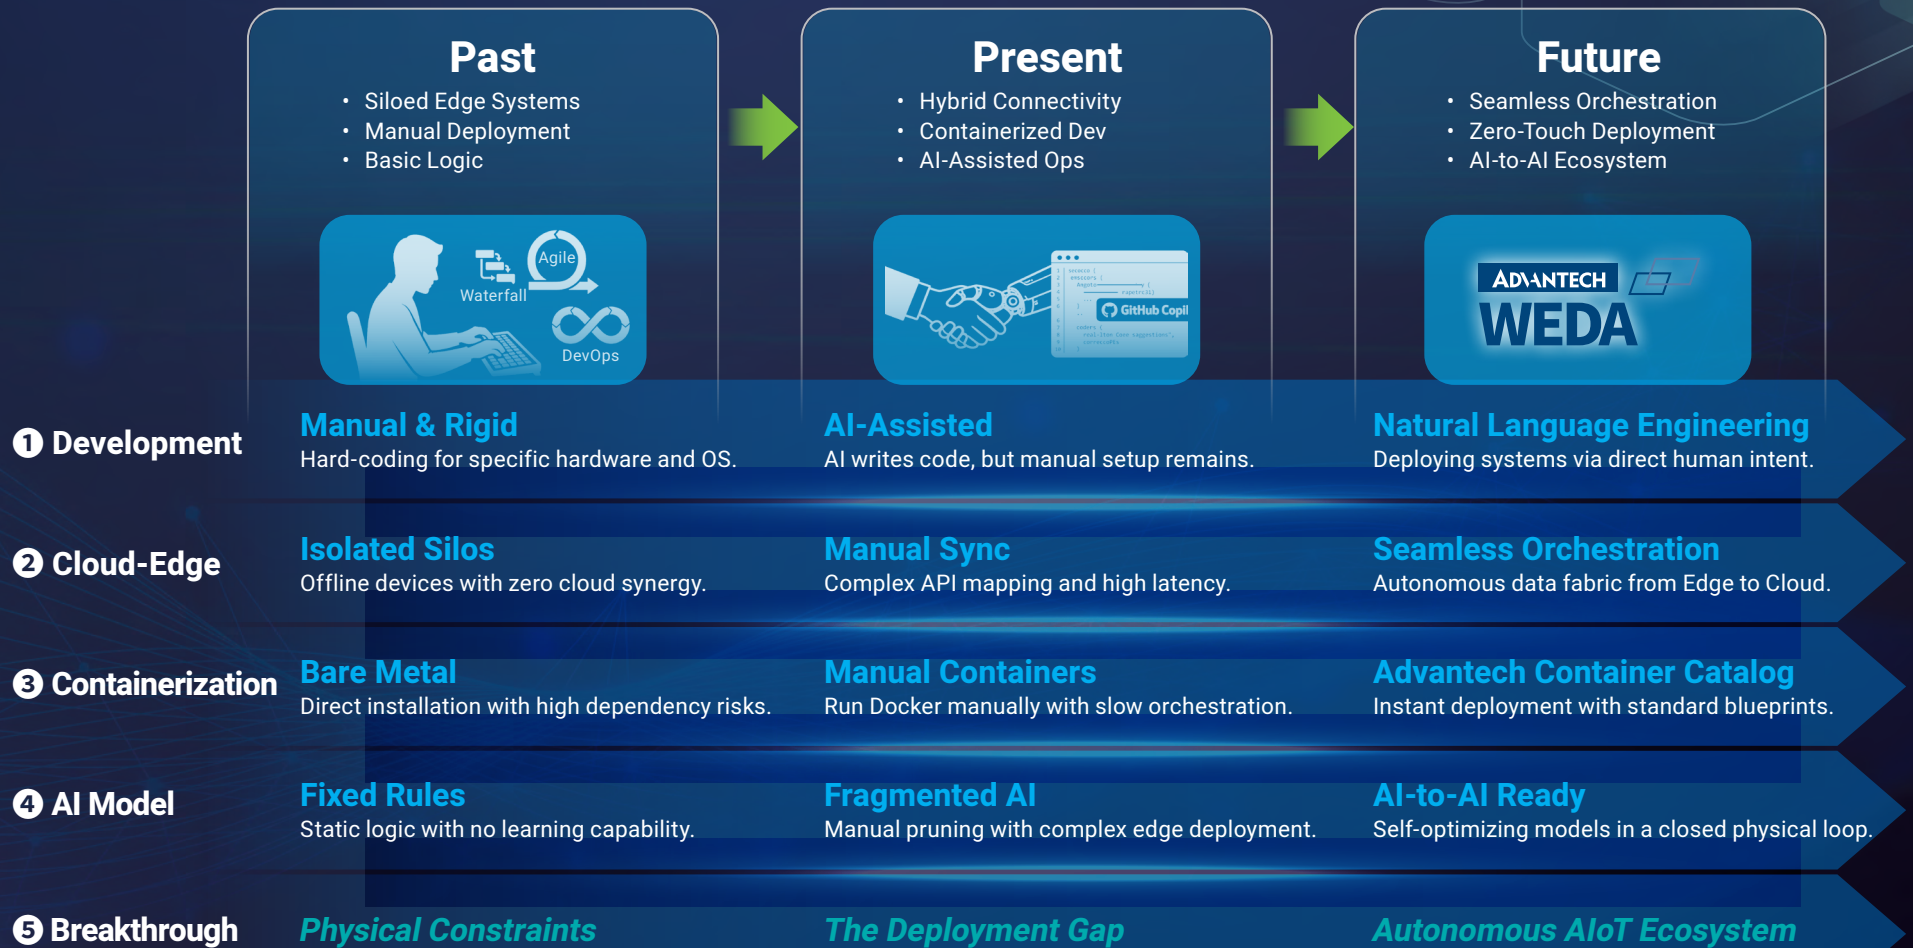 Past
• Siloed Edge Systems
• Manual Deployment
• Basic Logic
Present
• Hybrid Connectivity
• Containerized Dev
• AI-Assisted Ops
Future
• Seamless Orchestration
• Zero-Touch Deployment
• AI-to-AI Ecosystem
Waterfall
Agile
DevOps
GitHub Copil
ADVANTECH
WEDA
1 Development
Manual & Rigid
Hard-coding for specific hardware and OS.
AI-Assisted
AI writes code, but manual setup remains.
Natural Language Engineering
Deploying systems via direct human intent.
2 Cloud-Edge
Isolated Silos
Offline devices with zero cloud synergy.
Manual Sync
Complex API mapping and high latency.
Seamless Orchestration
Autonomous data fabric from Edge to Cloud.
3 Containerization
Bare Metal
Direct installation with high dependency risks.
Manual Containers
Run Docker manually with slow orchestration.
Advantech Container Catalog
Instant deployment with standard blueprints.
4 AI Model
Fixed Rules
Static logic with no learning capability.
Fragmented AI
Manual pruning with complex edge deployment.
AI-to-AI Ready
Self-optimizing models in a closed physical loop.
5 Breakthrough
Physical Constraints
The Deployment Gap
Autonomous AIoT Ecosystem